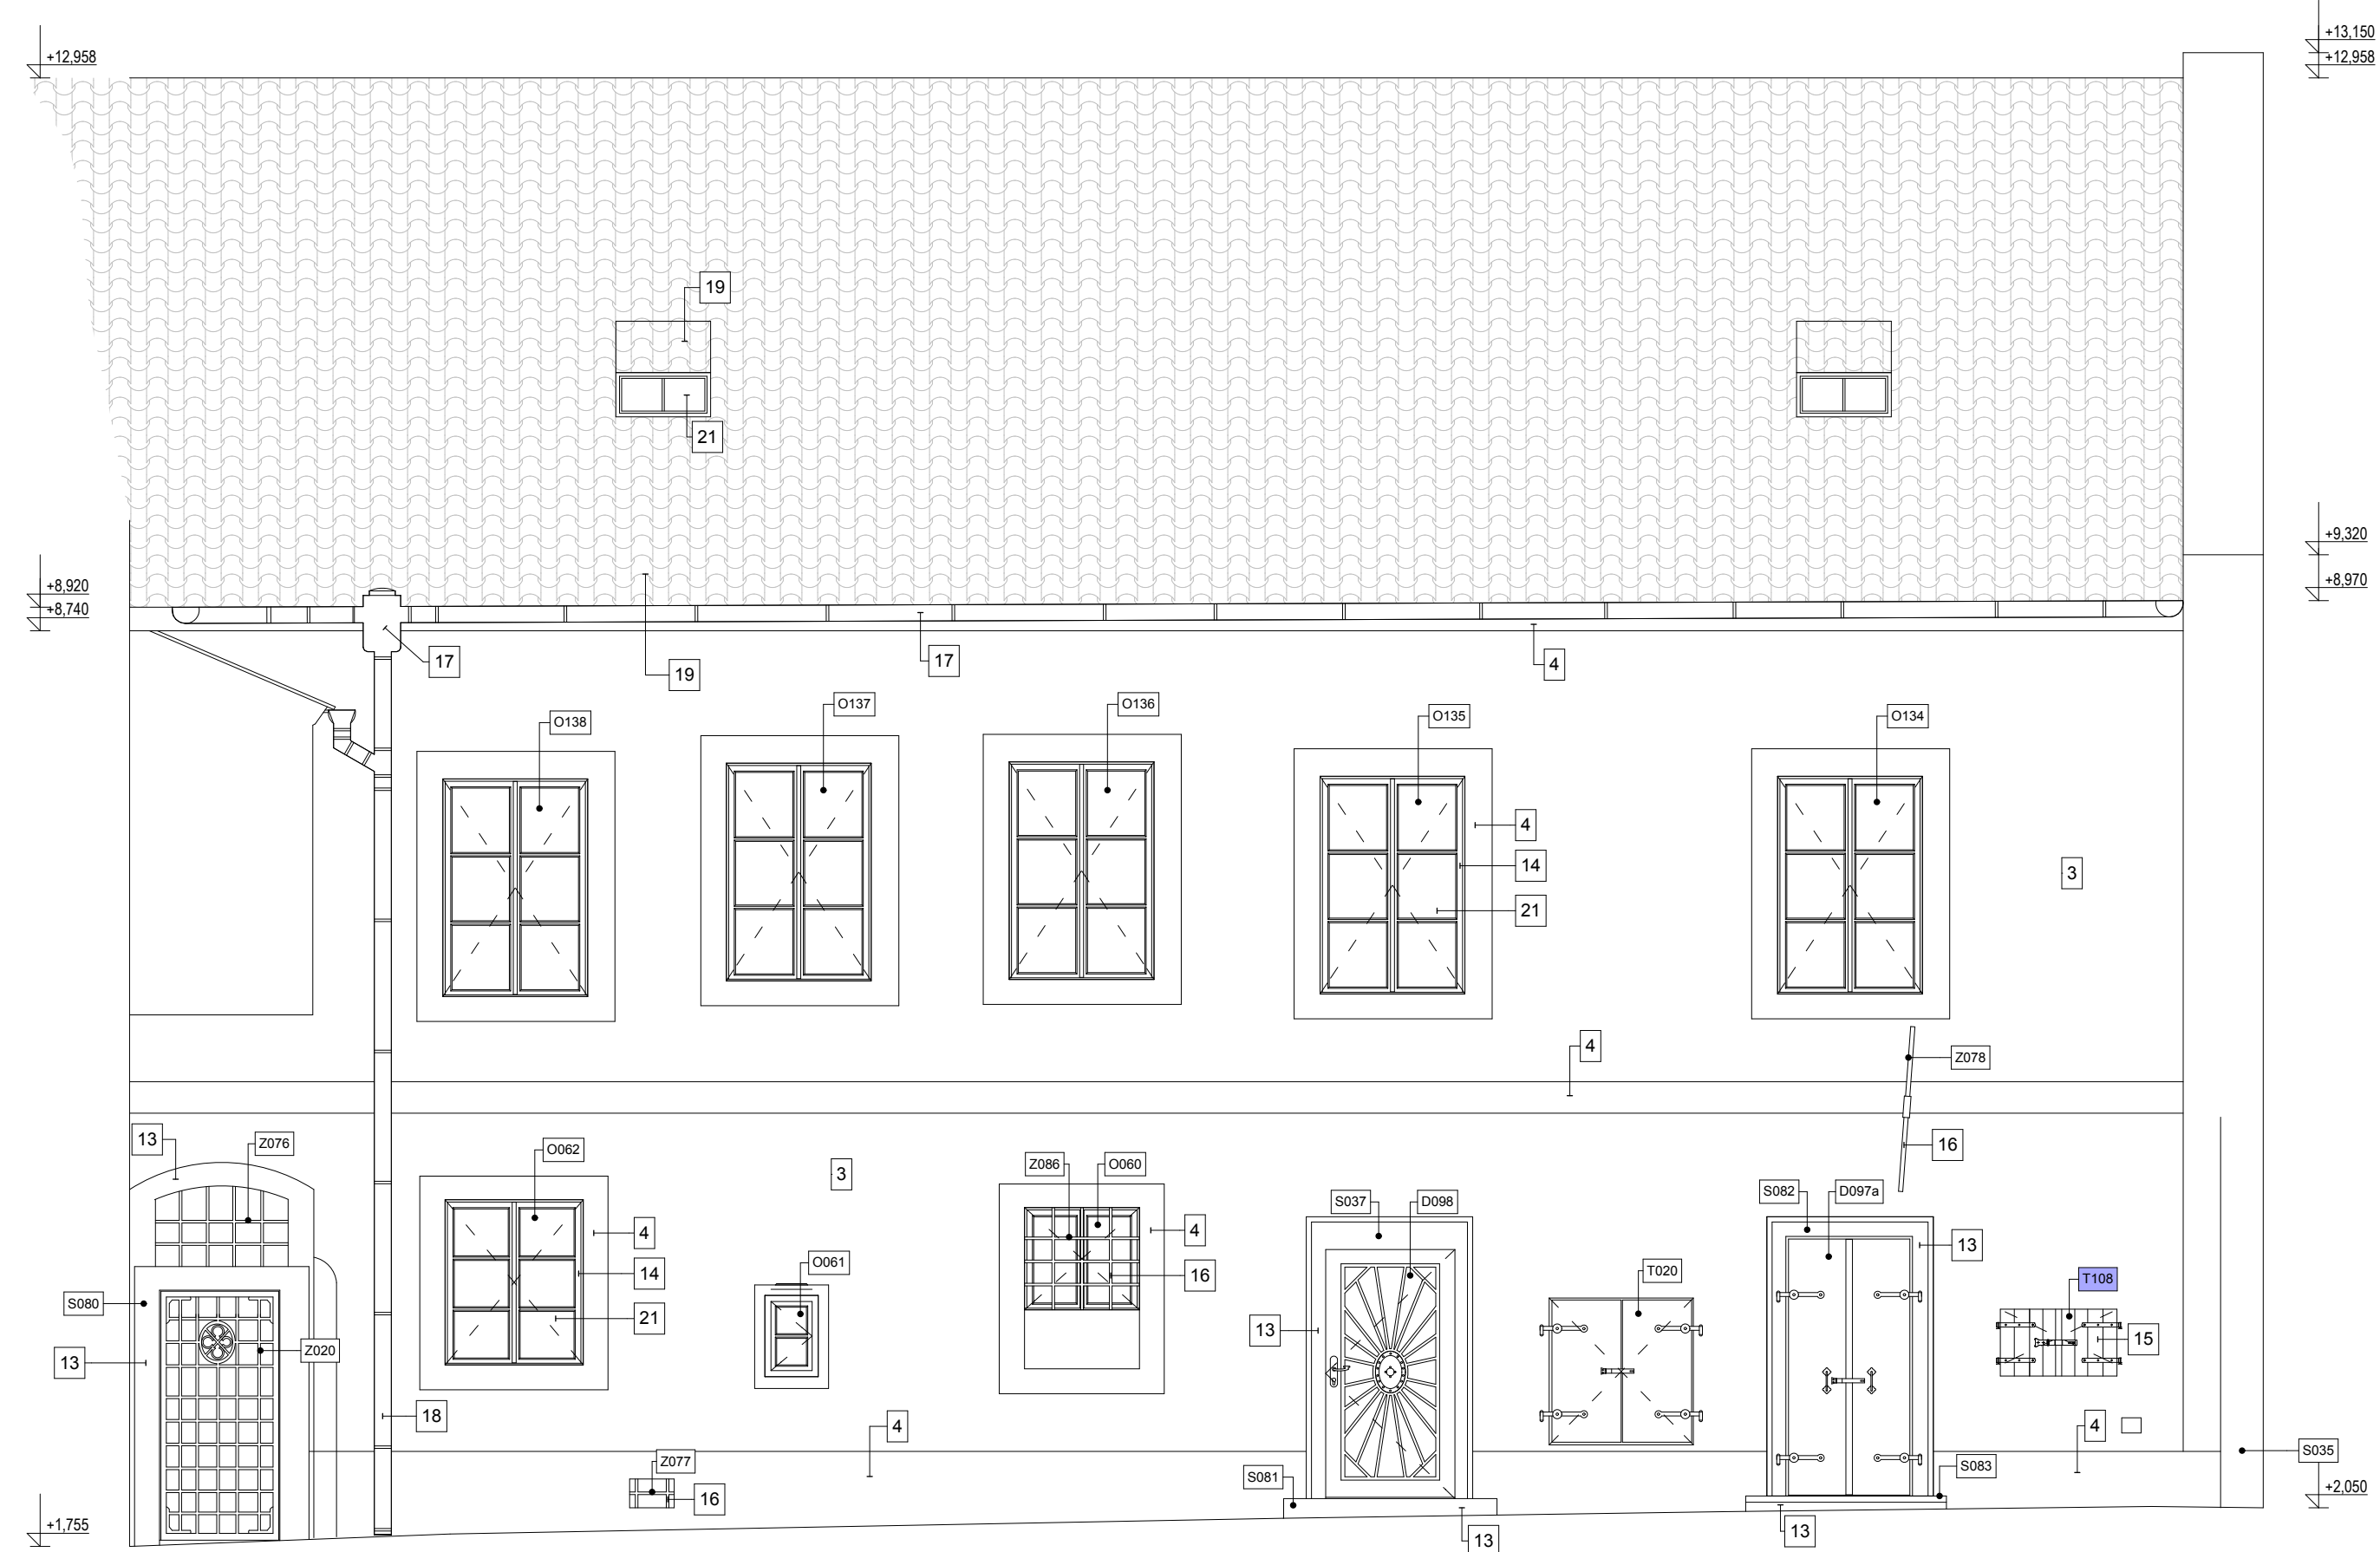 +13,150
+12,958
+12,958
19
21
+9,320
+8,920
+8,970
+8,740
17
19
17
4
O138
O137
O136
O135
O134
4
14
21
3
4
Z078
13
Z076
O062
3
Z086
O060
16
S037
D098
S082
D097a
4
4
13
O061
14
16
T020
T108
S080
21
13
15
Z020
13
18
4
4
Z077
S035
S081
S083
16
+2,050
+1,755
13
13